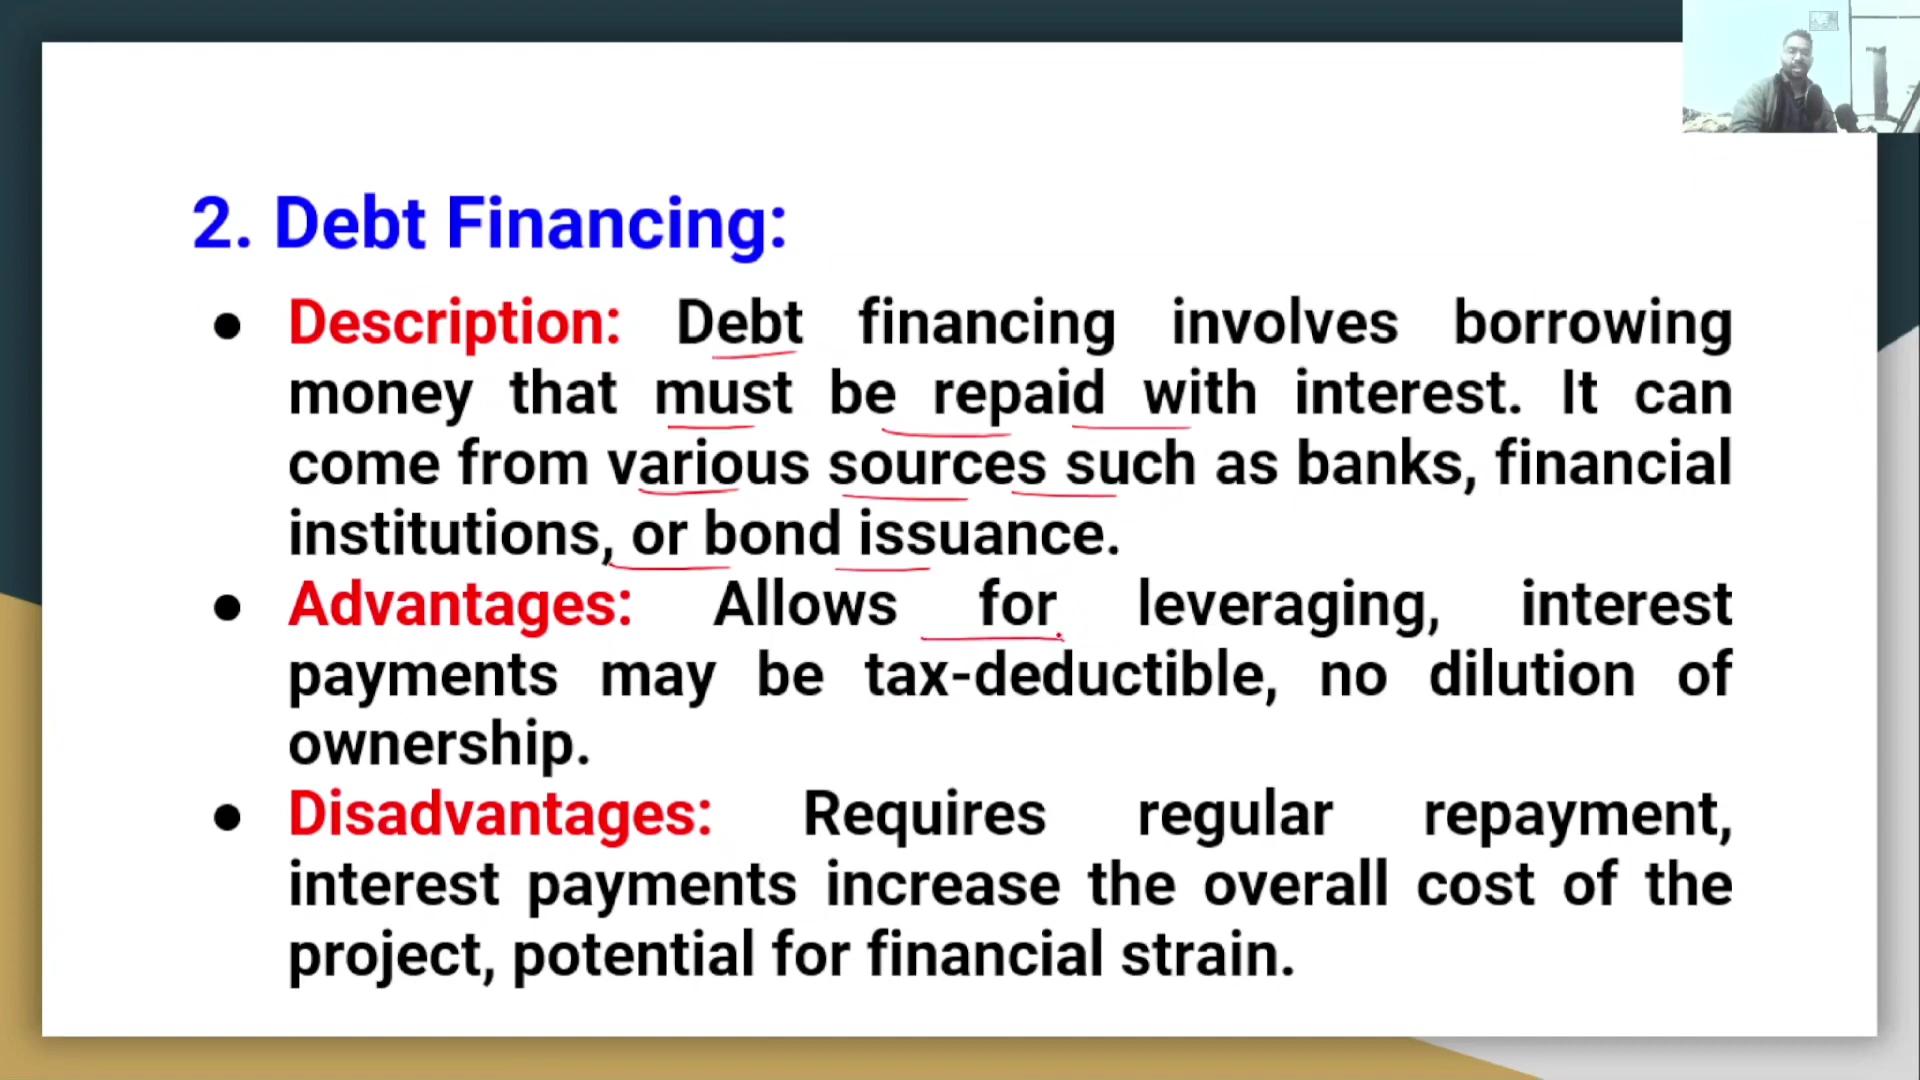 2. Debt Financing:
● Description: Debt financing involves borrowing
money that must be repaid with interest. It can
come from various sources such as banks, financial
institutions, or bond issuance.
● Advantages: Allows for leveraging, interest
payments may be tax-deductible, no dilution of
ownership.
● Disadvantages: Requires regular repayment,
interest payments increase the overall cost of the
project, potential for financial strain.